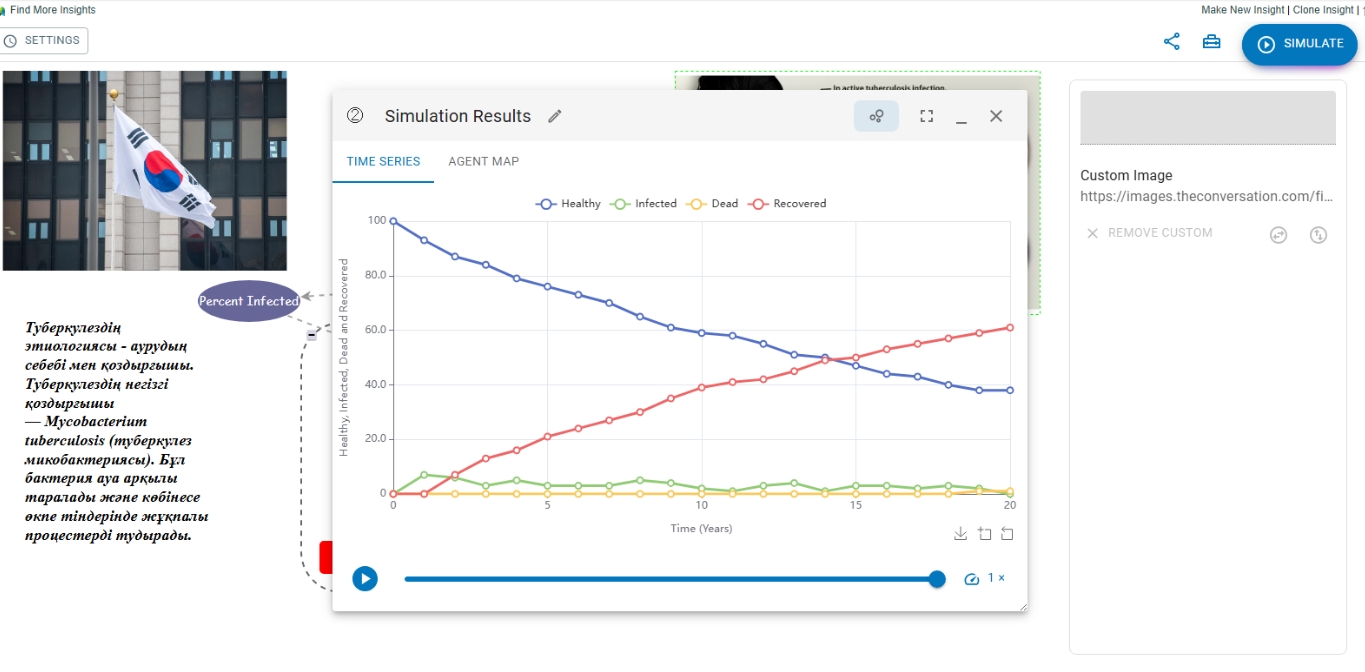 Find More Insights
Make New Insight | Clone Insight |
SETTINGS
SIMULATE
In active tuberculosis infection,
② Simulation Results
TIME SERIES
AGENT MAP
Healthy
Infected
Dead
Recovered
100
80.0
60.0
40.0
20.0
0
Healthy, Infected, Dead and Recovered
0
5
10
15
20
Time (Years)
1 ×
Percent Infected
Туберкулездің
этиологиясы - аурудың
себебі мен қоздырғышы.
Туберкулездің негізгі
қоздырғышы
— Mycobacterium
tuberculosis (туберкулез
микобактериясы). Бұл
бактерия ауа арқылы
таралады және көбінесе
өкпе тіндерінде жұқпалы
процестерді тудырады.
Custom Image
https://images.theconversation.com/fi...
REMOVE CUSTOM